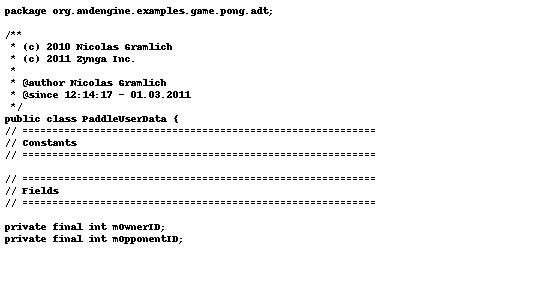 package org.andengine.examples.game.pong.adt;
/**
* (c) 2010 Nicolas Gramlich
* (c) 2011 Zynga Inc.
*
* @author Nicolas Gramlich
* @since 12:14:17 - 01.03.2011
*/
public class PaddleUserData {
// ===========================================================
// Constants
// ===========================================================
// ===========================================================
// Fields
// ===========================================================
private final int mOwnerID;
private final int mOpponentID;